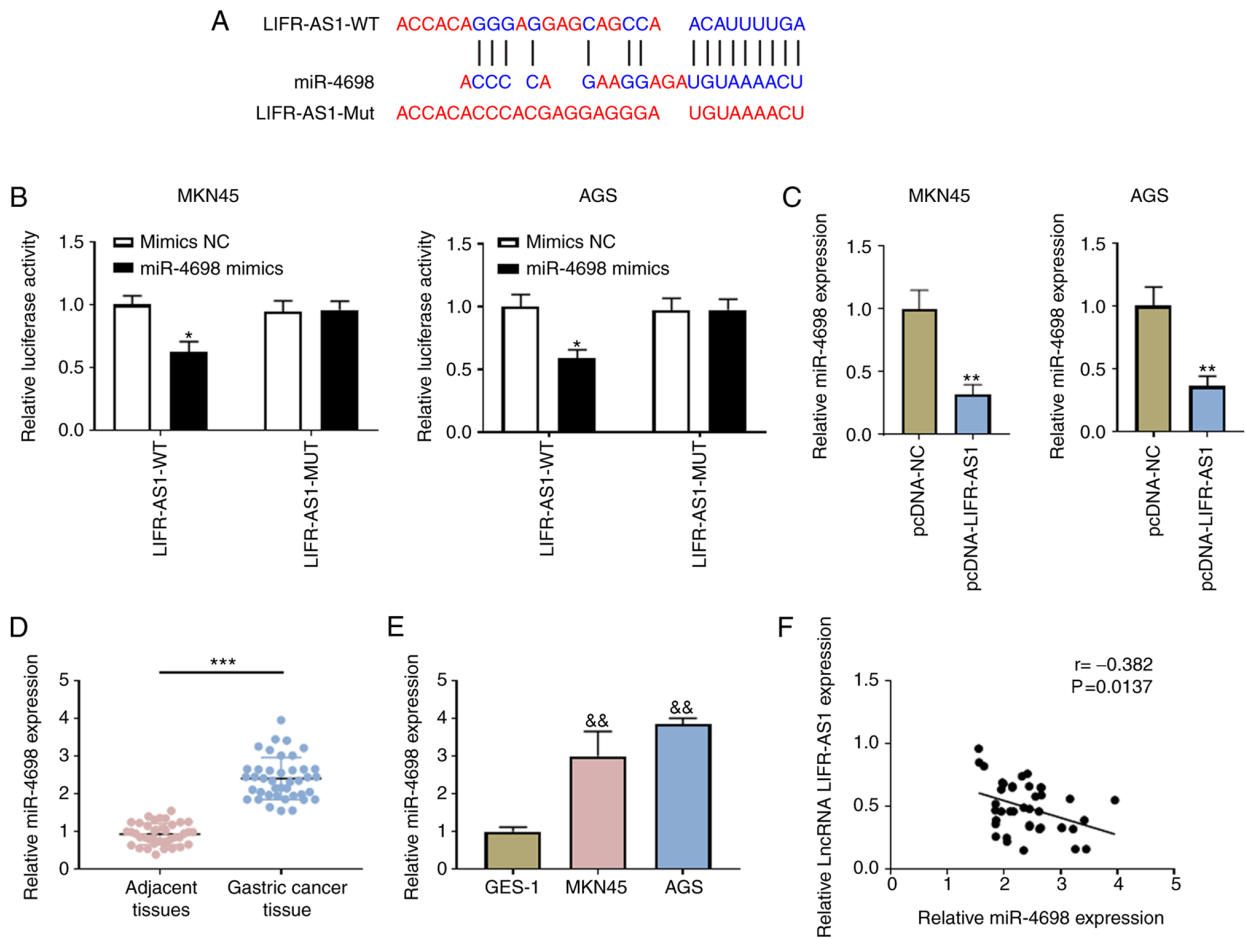 A
LIFR-AS1-WT ACCACAGGGAGGAGCAGCCA ACAUUUUGA
miR-4698 ACCC CA GAAGGAGAUGUAAAACU
LIFR-AS1-Mut ACCACACCCACGAGGAGGGA UGUAAAACU
B
MKN45
Relative luciferase activity
Mimics NC
miR-4698 mimics
1.5
1.0
0.5
0.0
*
LIFR-AS1-WT
LIFR-AS1-MUT
AGS
Relative luciferase activity
Mimics NC
miR-4698 mimics
1.5
1.0
0.5
0.0
*
LIFR-AS1-WT
LIFR-AS1-MUT
C
MKN45
Relative miR-4698 expression
1.5
1.0
0.5
0.0
**
pcDNA-NC
pcDNA-LIFR-AS1
AGS
Relative miR-4698 expression
1.5
1.0
0.5
0.0
**
pcDNA-NC
pcDNA-LIFR-AS1
D
Relative miR-4698 expression
***
5
4
3
2
1
0
Adjacent
tissues
Gastric cancer
tissue
E
Relative miR-4698 expression
5
4
3
2
1
0
&&
&&
GES-1 MKN45 AGS
F
Relative LncRNA LIFR-AS1 expression
r= −0.382
P=0.0137
1.5
1.0
0.5
0.0
0 1 2 3 4 5
Relative miR-4698 expression